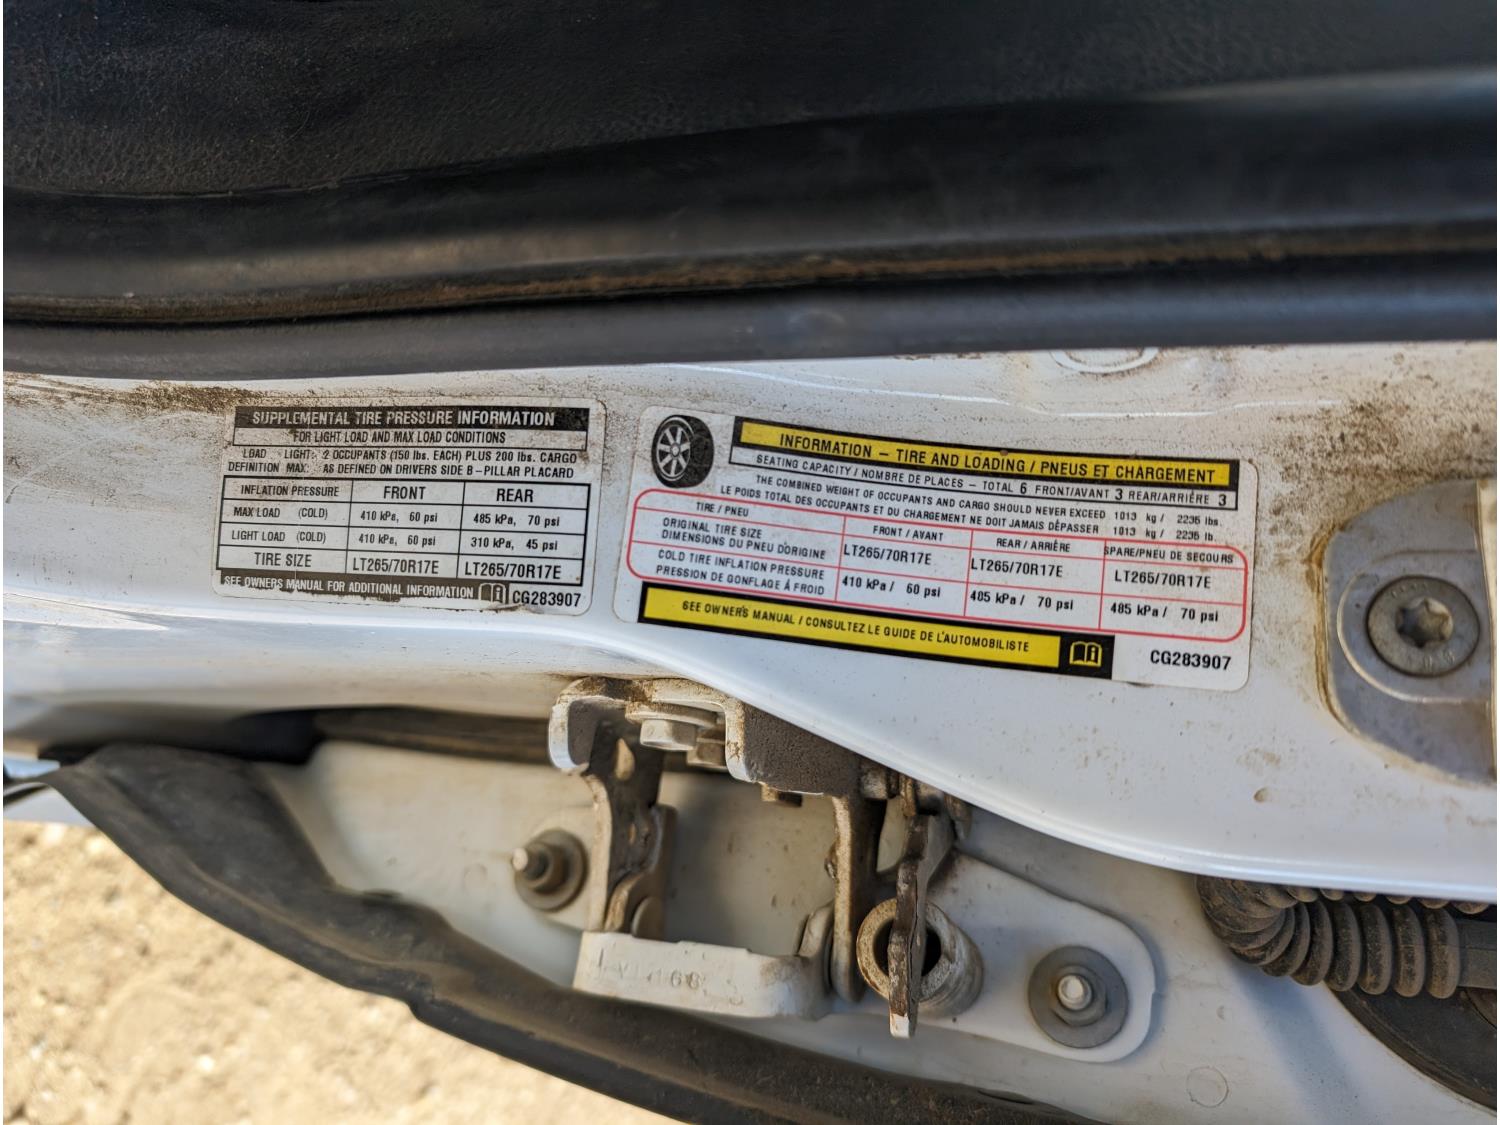 SUPPLEMENTAL TIRE PRESSURE INFORMATION
FOR LIGHT LOAD AND MAX LOAD CONDITIONS
LOAD LIGHT: 2 OCCUPANTS (150 lbs. EACH) PLUS 200 lbs. CARGO
DEFINITION MAX: AS DEFINED ON DRIVERS SIDE B-PILLAR PLACARD
INFLATION PRESSURE FRONT REAR
MAX LOAD (COLD) 410 kPa, 60 psi 485 kPa, 70 psi
LIGHT LOAD (COLD) 410 kPa, 60 psi 310 kPa, 45 psi
TIRE SIZE LT265/70R17E LT265/70R17E
SEE OWNERS MANUAL FOR ADDITIONAL INFORMATION CG283907
INFORMATION – TIRE AND LOADING / PNEUS ET CHARGEMENT
SEATING CAPACITY / NOMBRE DE PLACES – TOTAL 6 FRONT/AVANT 3 REAR/ARRIÈRE 3
THE COMBINED WEIGHT OF OCCUPANTS AND CARGO SHOULD NEVER EXCEED 1013 kg / 2235 lbs.
LE POIDS TOTAL DES OCCUPANTS ET DU CHARGEMENT NE DOIT JAMAIS DÉPASSER 1013 kg / 2235 lb.
TIRE / PNEU FRONT / AVANT REAR / ARRIÈRE SPARE/PNEU DE SECOURS
ORIGINAL TIRE SIZE
DIMENSIONS DU PNEU D'ORIGINE LT265/70R17E LT265/70R17E LT265/70R17E
COLD TIRE INFLATION PRESSURE
PRESSION DE GONFLAGE À FROID 410 kPa / 60 psi 485 kPa / 70 psi 485 kPa / 70 psi
SEE OWNER'S MANUAL / CONSULTEZ LE GUIDE DE L'AUTOMOBILISTE
CG283907